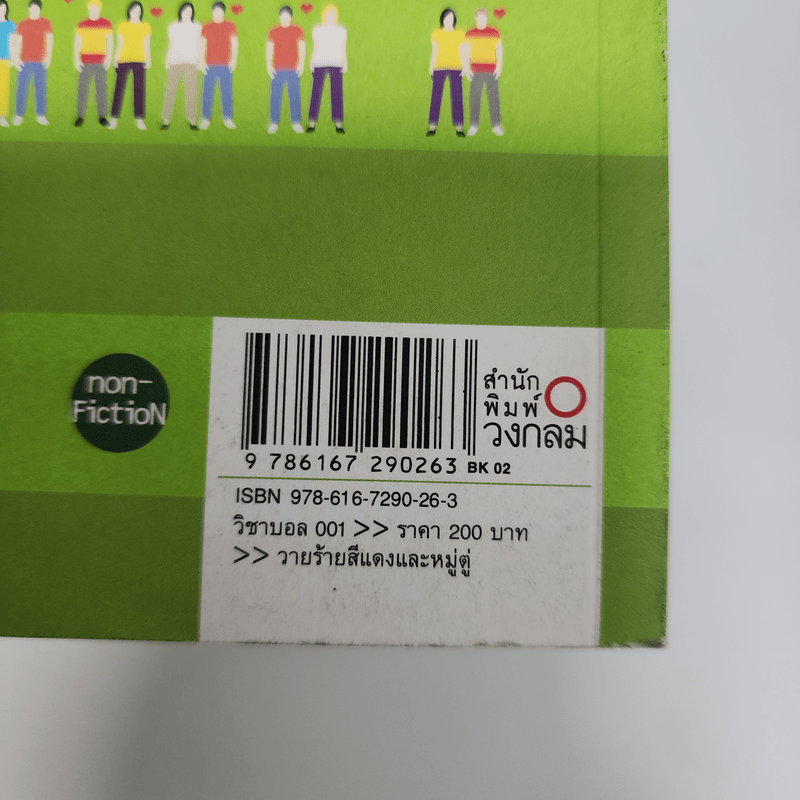 non-
FictioN
สำนัก
พิมพ์
วงกลม
9 786167 290263 BK 02
ISBN 978-616-7290-26-3
วิชาบอล 001 >> ราคา 200 บาท
>> วายร้ายสีแดงและหมู่ตู่